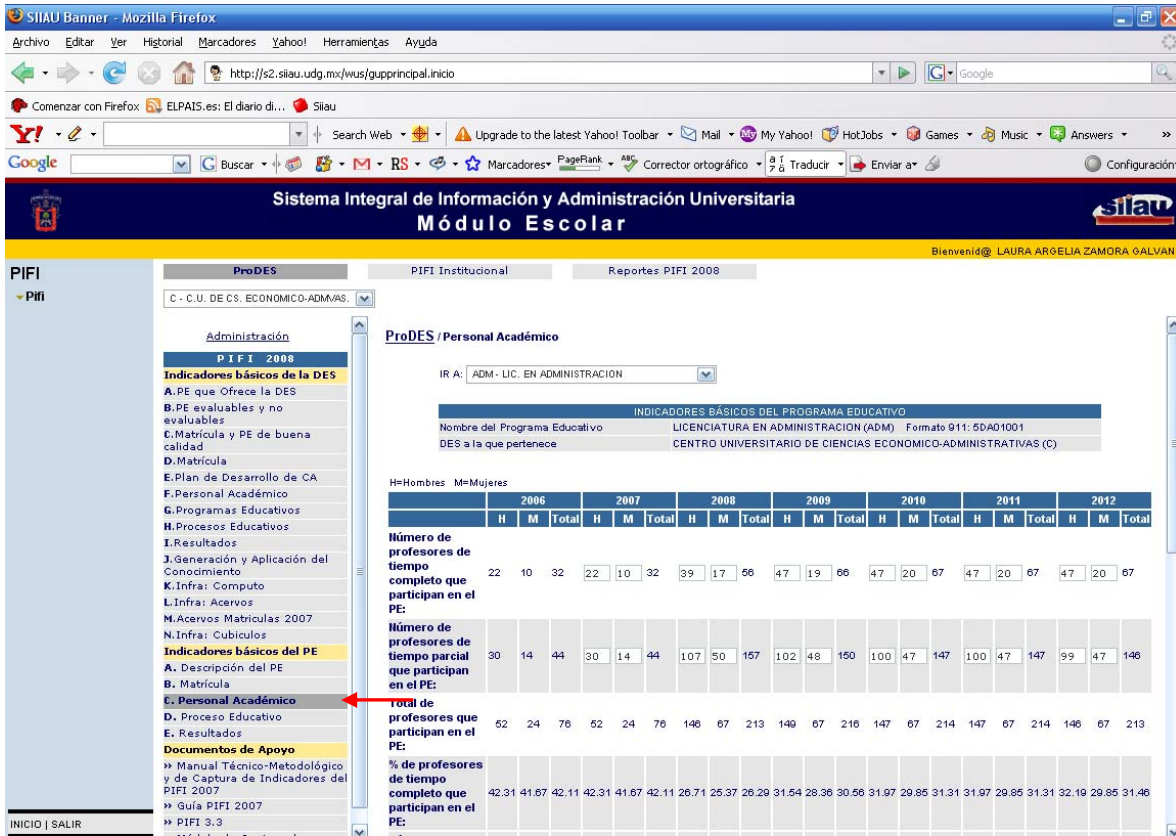 SIIAU Banner - Mozilla Firefox
Archivo Editar Ver Historial Marcadores Yahoo! Herramientas Ayuda
http://s2.siiau.udg.mx/wus/gupprincipal.inicio
G Google
Comenzar con Firefox ELPAIS.es: El diario di... Siiau
Y! Search Web Upgrade to the latest Yahoo! Toolbar Mail My Yahoo! HotJobs Games Music Answers »
Google G Buscar RS Marcadores PageRank Corrector ortográfico Traducir Enviar a Configuración
Sistema Integral de Información y Administración Universitaria
Módulo Escolar
siiau
Bienvenid@ LAURA ARGELIA ZAMORA GALVAN
PIFI
Pifi
ProDES PIFI Institucional Reportes PIFI 2008
C - C.U. DE CS. ECONOMICO-ADMVAS.
Administración
PIFI 2008
Indicadores básicos de la DES
A.PE que Ofrece la DES
B.PE evaluables y no
evaluables
C.Matrícula y PE de buena
calidad
D.Matrícula
E.Plan de Desarrollo de CA
F.Personal Académico
G.Programas Educativos
H.Procesos Educativos
I.Resultados
J.Generación y Aplicación del
Conocimiento
K.Infra: Computo
L.Infra: Acervos
M.Acervos Matriculas 2007
N.Infra: Cubiculos
Indicadores básicos del PE
A. Descripción del PE
B. Matrícula
C. Personal Académico
D. Proceso Educativo
E. Resultados
Documentos de Apoyo
» Manual Técnico-Metodológico
y de Captura de Indicadores del
PIFI 2007
» Guía PIFI 2007
» PIFI 3.3
INICIO | SALIR
ProDES / Personal Académico
IR A: ADM - LIC. EN ADMINISTRACION
INDICADORES BÁSICOS DEL PROGRAMA EDUCATIVO
Nombre del Programa Educativo LICENCIATURA EN ADMINISTRACION (ADM) Formato 911: 5DA01001
DES a la que pertenece CENTRO UNIVERSITARIO DE CIENCIAS ECONOMICO-ADMINISTRATIVAS (C)
H=Hombres M=Mujeres
2006 2007 2008 2009 2010 2011 2012
H M Total H M Total H M Total H M Total H M Total H M Total H M Total
Número de
profesores de
tiempo
completo que
participan en el
PE:
22 10 32 22 10 32 39 17 56 47 19 66 47 20 67 47 20 67 47 20 67
Número de
profesores de
tiempo parcial
que participan
en el PE:
30 14 44 30 14 44 107 50 157 102 48 150 100 47 147 100 47 147 99 47 146
Total de
profesores que
participan en el
PE:
52 24 76 52 24 76 146 67 213 149 67 216 147 67 214 147 67 214 146 67 213
% de profesores
de tiempo
completo que
participan en el
PE:
42.31 41.67 42.11 42.31 41.67 42.11 26.71 25.37 26.29 31.54 28.36 30.56 31.97 29.85 31.31 31.97 29.85 31.31 32.19 29.85 31.46